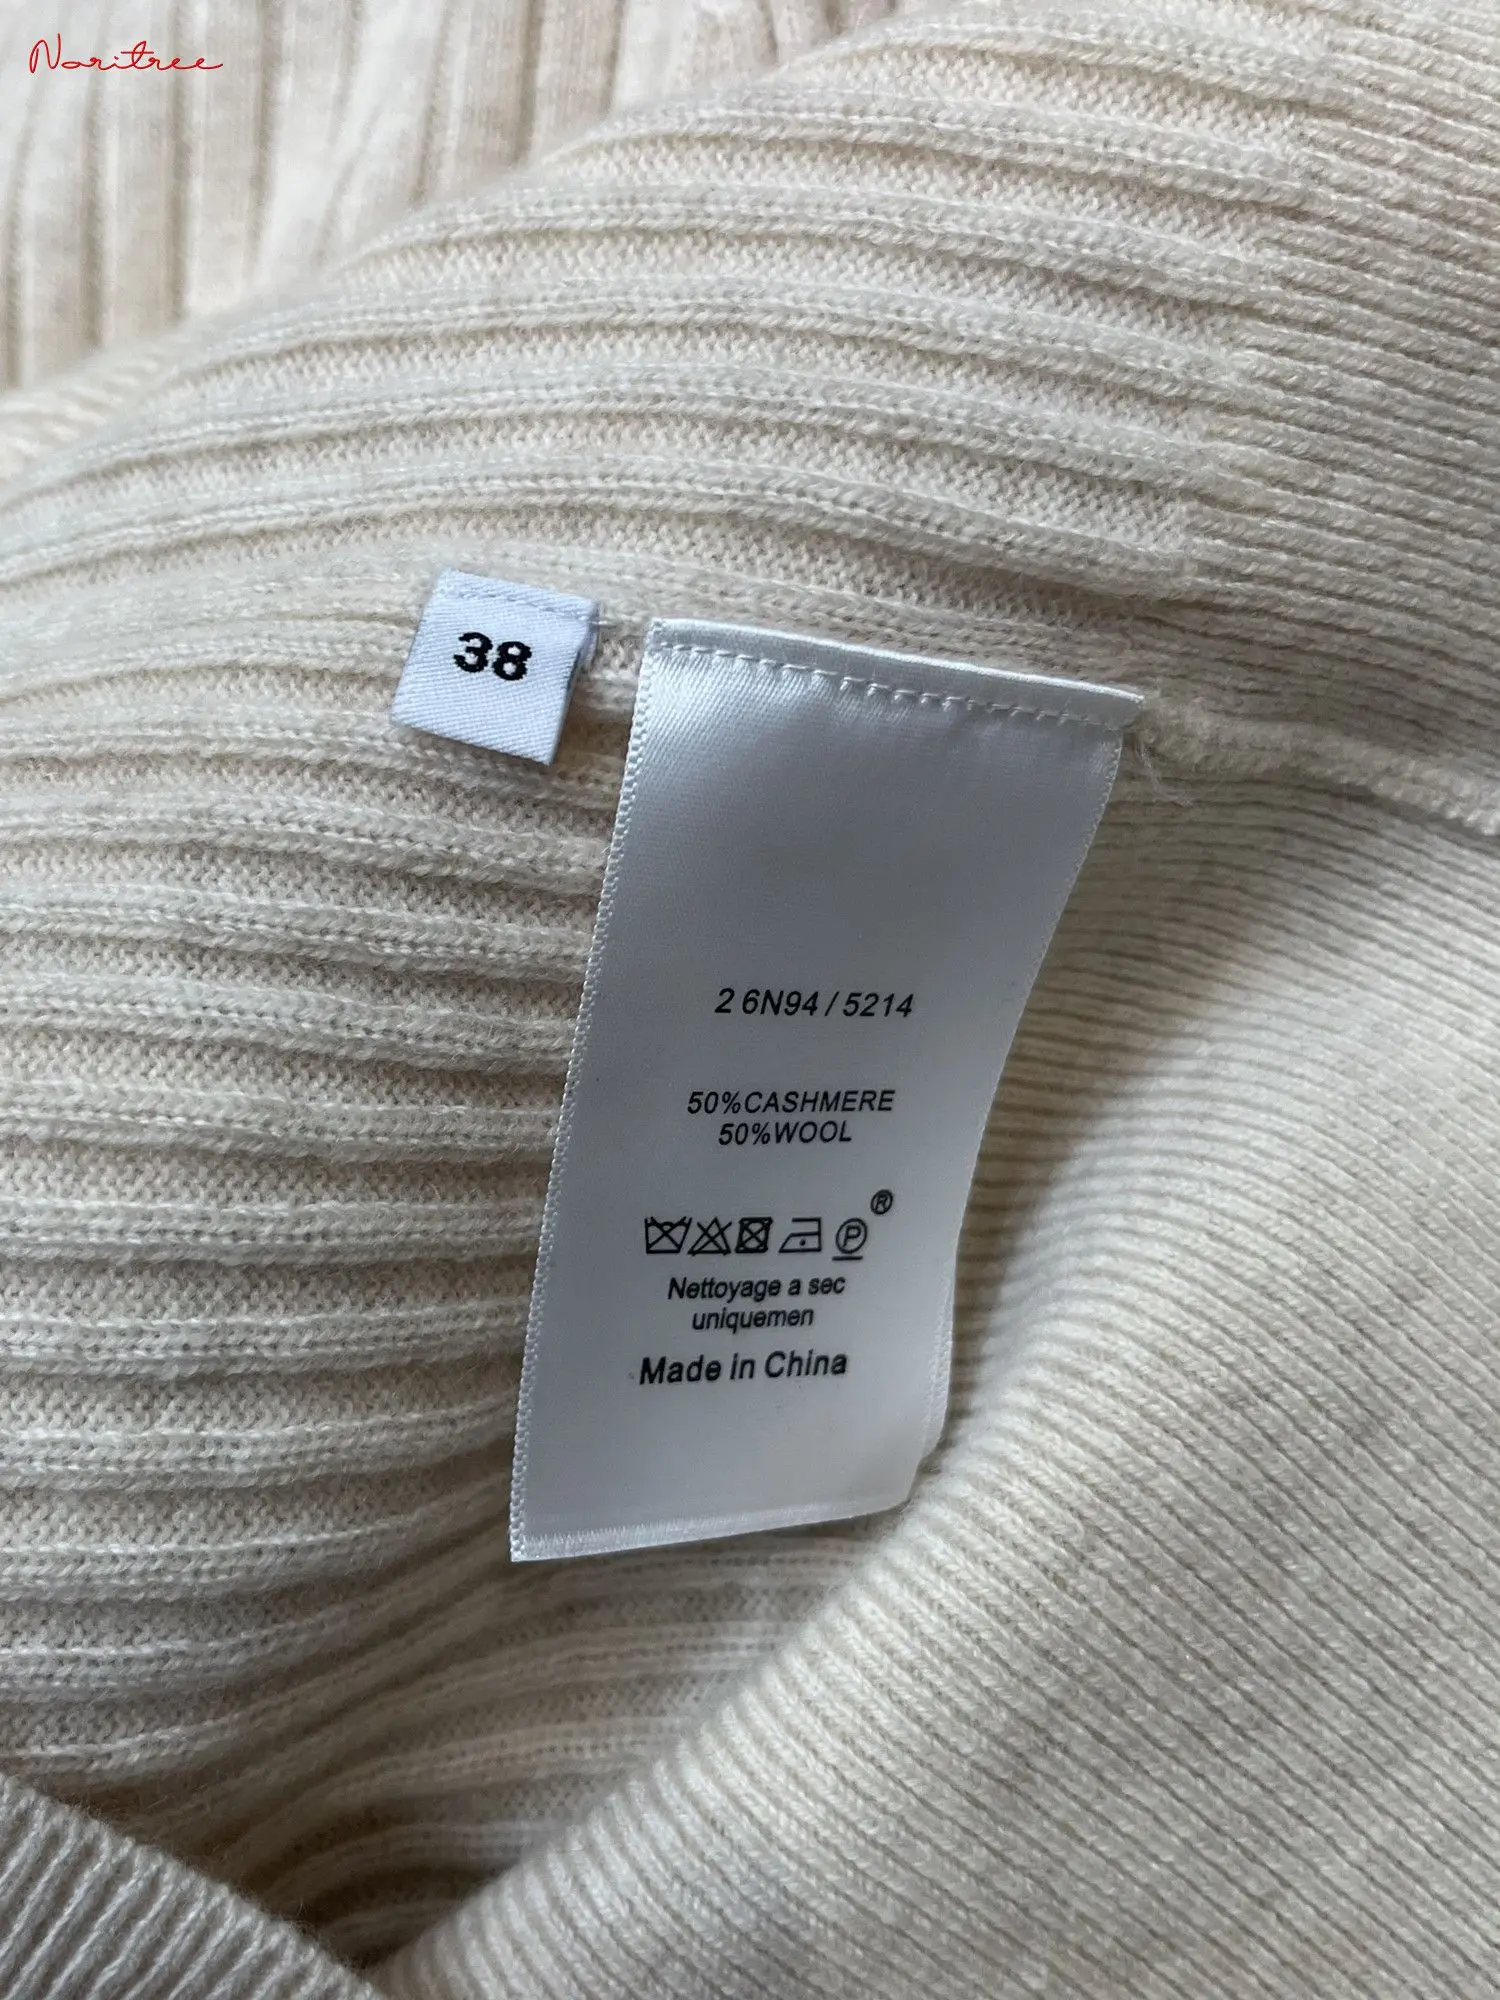 Noritree
38
2 6N94 / 5214
50%CASHMERE
50%WOOL
®
P
Nettoyage a sec
uniquemen
Made in China